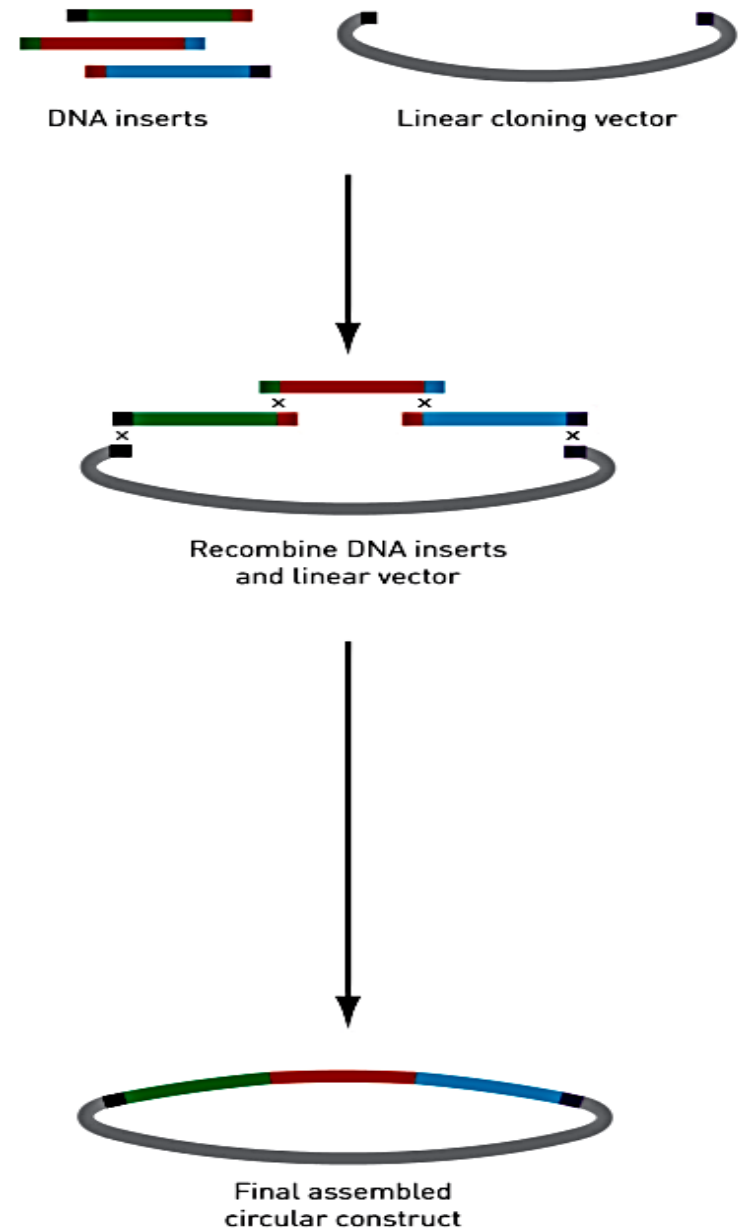 DNA inserts
Linear cloning vector
x
x
x
x
Recombine DNA inserts
and linear vector
Final assembled
circular construct